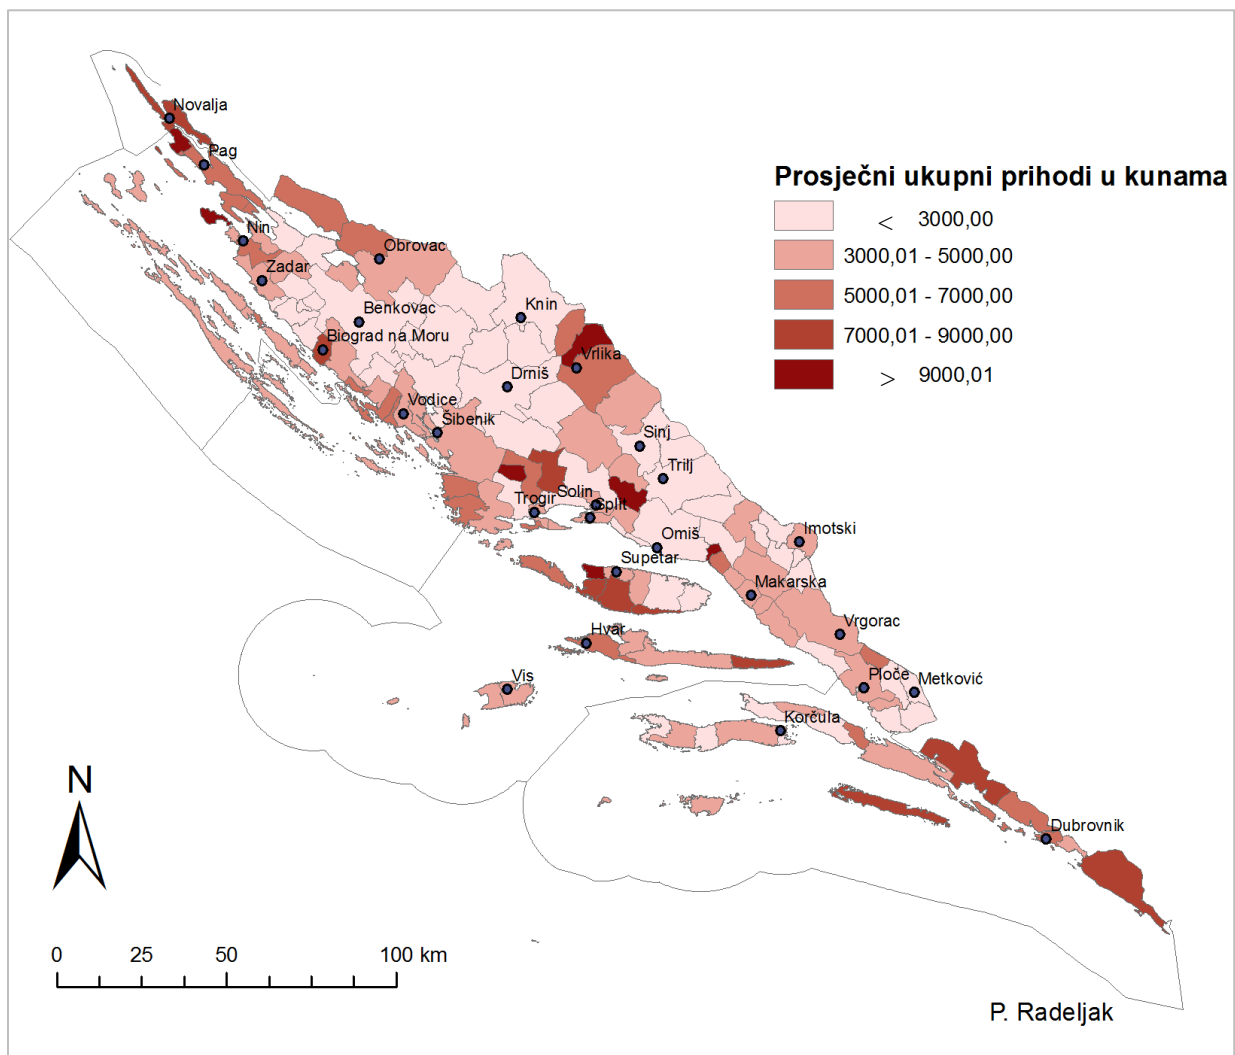 Novalja
Pag
Nin
Zadar
Obrovac
Benkovac
Biograd na Moru
Knin
Vrlika
Drniš
Vodice
Šibenik
Sinj
Trilj
Solin
Trogir
Split
Omiš
Imotski
Supetar
Makarska
Hvar
Vrgorac
Vis
Ploče
Metković
Korčula
Dubrovnik
Prosječni ukupni prihodi u kunama
< 3000,00
3000,01 - 5000,00
5000,01 - 7000,00
7000,01 - 9000,00
> 9000,01
N
0 25 50 100 km
P. Radeljak